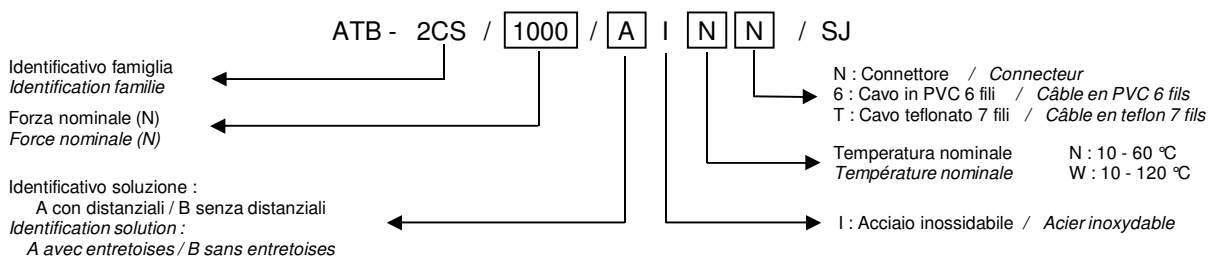 ATB - 2CS / 1000 / A I N N / SJ
Identificativo famiglia
Identification familie
Forza nominale (N)
Force nominale (N)
Identificativo soluzione :
A con distanziali / B senza distanziali
Identification solution :
A avec entretoises / B sans entretoises
N : Connettore / Connecteur
6 : Cavo in PVC 6 fili / Câble en PVC 6 fils
T : Cavo teflonato 7 fili / Câble en teflon 7 fils
Temperatura nominale N : 10 - 60 °C
Température nominale W : 10 - 120 °C
I : Acciaio inossidabile / Acier inoxydable